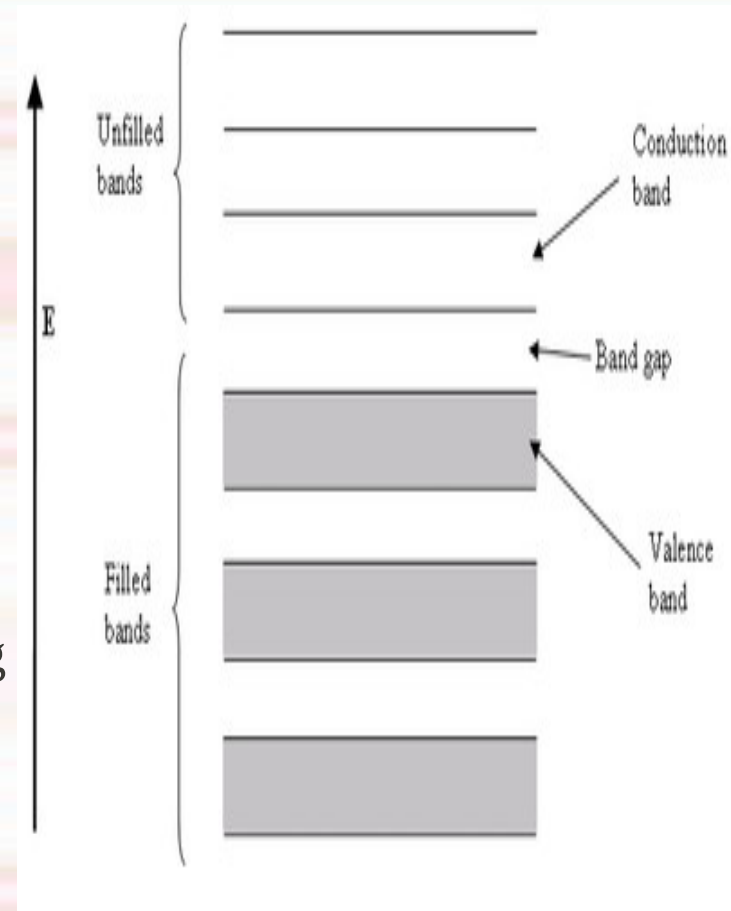 Unfilled
bands
Conduction
band
E
Band gap
Valence
band
Filled
bands
g